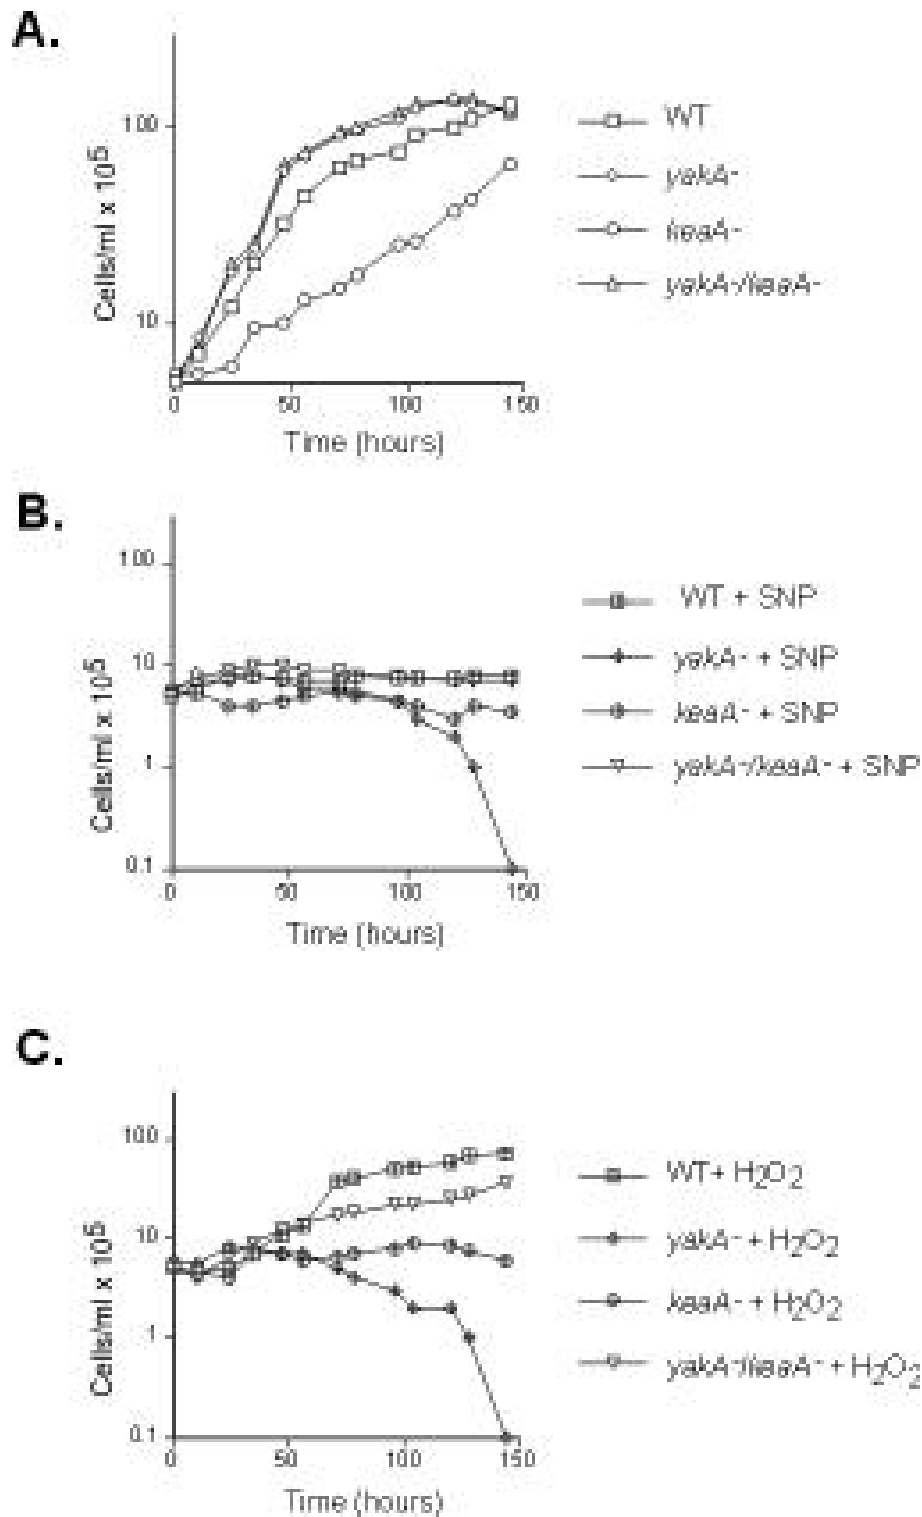 A.
100
10
Cells/ml x 10⁵
0 50 100 150
Time (hours)
WT
yakA-
keaA-
yakA-/keaA-
B.
100
10
1
0.1
Cells/ml x 10⁵
0 50 100 150
Time (hours)
WT + SNP
yakA- + SNP
keaA- + SNP
yakA-/keaA- + SNP
C.
100
10
1
0.1
Cells/ml x 10⁵
0 50 100 150
Time (hours)
WT+ H₂O₂
yakA- + H₂O₂
keaA- + H₂O₂
yakA-/keaA- + H₂O₂